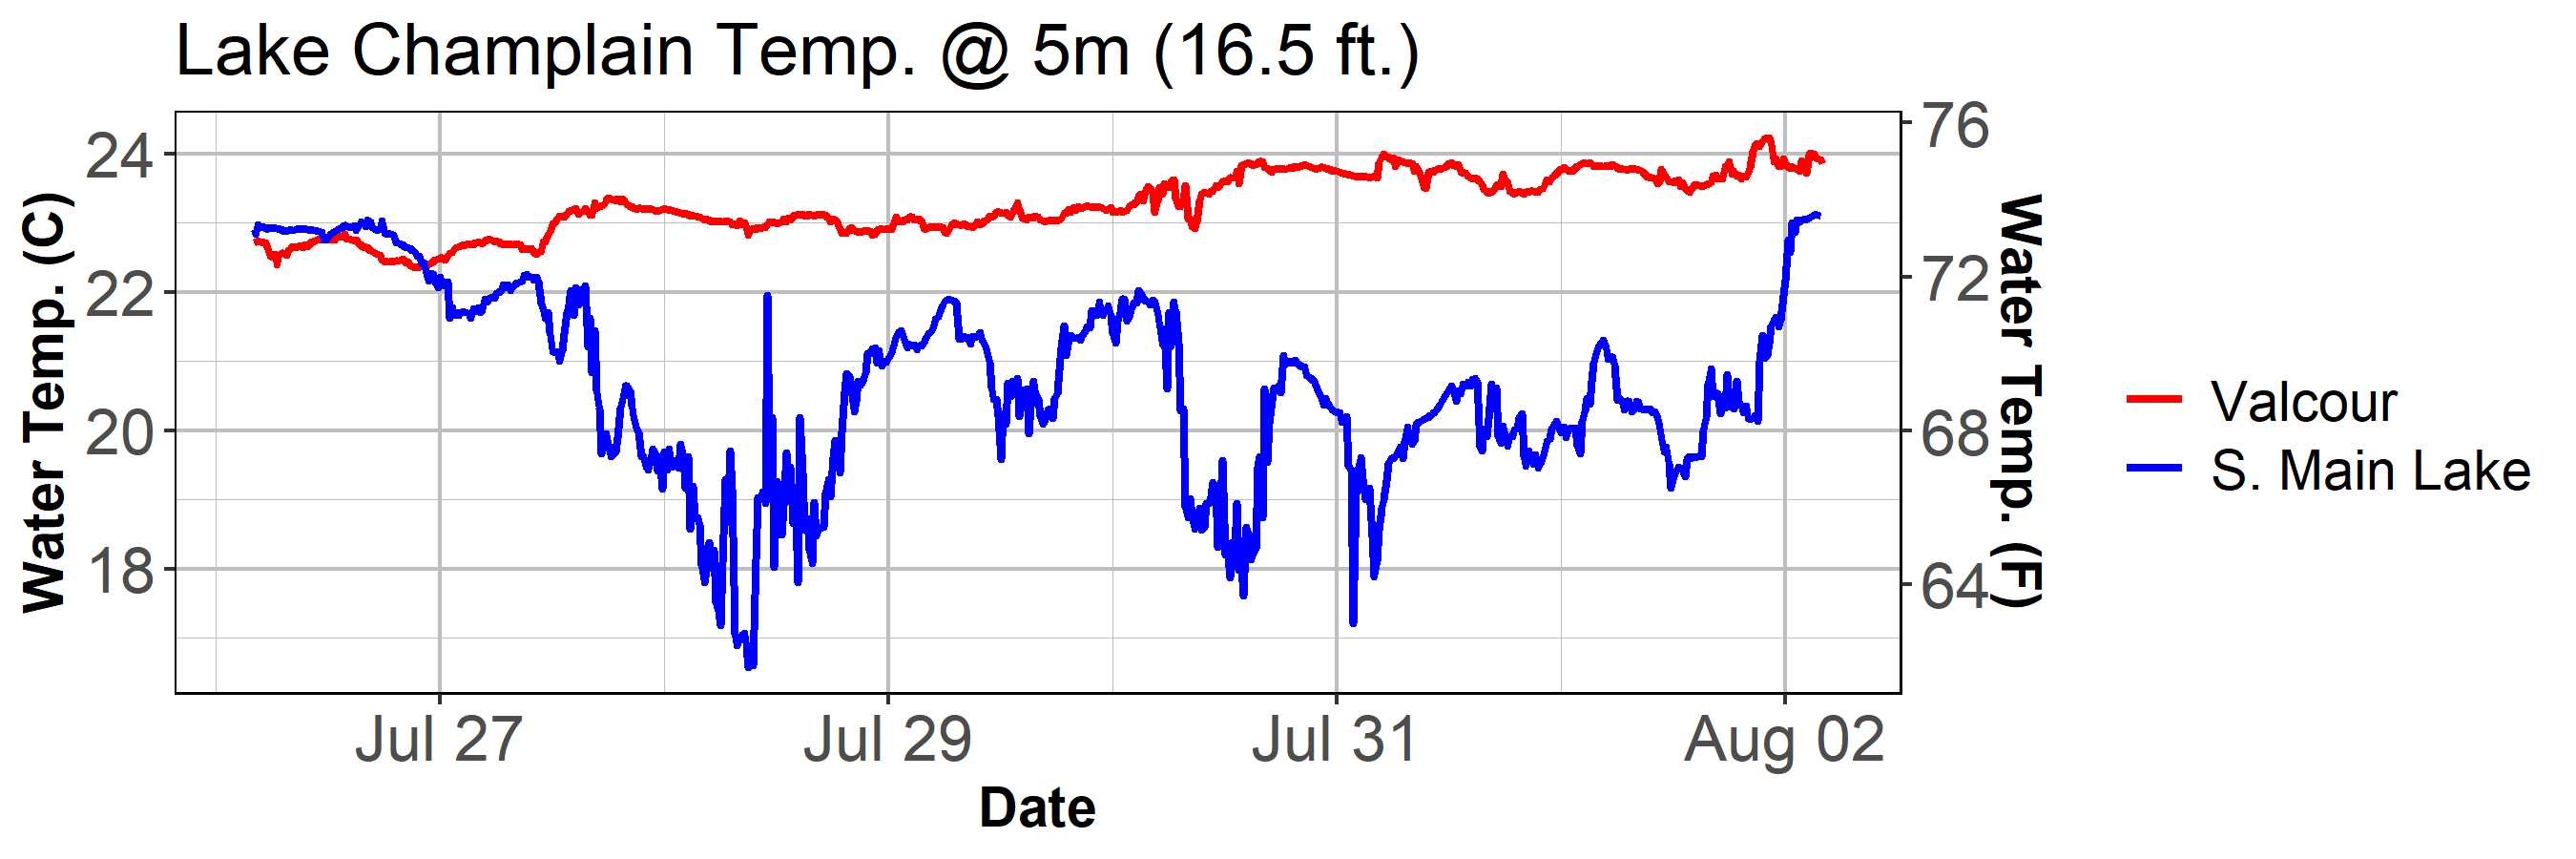 Lake Champlain Temp. @ 5m (16.5 ft.)
Water Temp. (C)
24
22
20
18
76
72
68
64
Water Temp. (F)
Jul 27
Jul 29
Jul 31
Aug 02
Date
Valcour
S. Main Lake